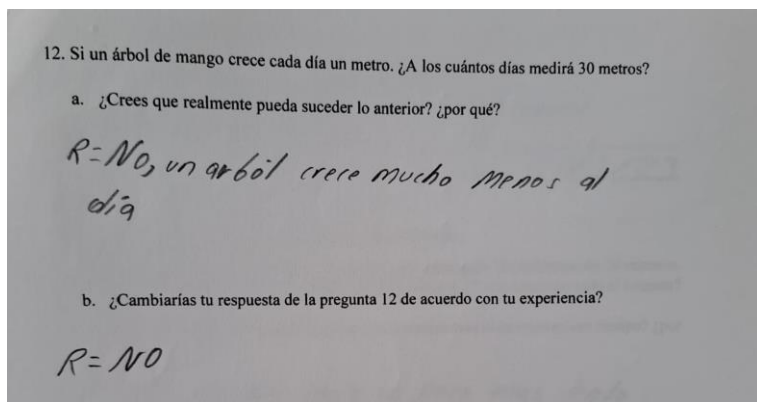 12. Si un árbol de mango crece cada día un metro. ¿A los cuántos días medirá 30 metros?
a. ¿Crees que realmente pueda suceder lo anterior? ¿por qué?
R=No, un arból crece mucho menos al
día
b. ¿Cambiarías tu respuesta de la pregunta 12 de acuerdo con tu experiencia?
R= NO